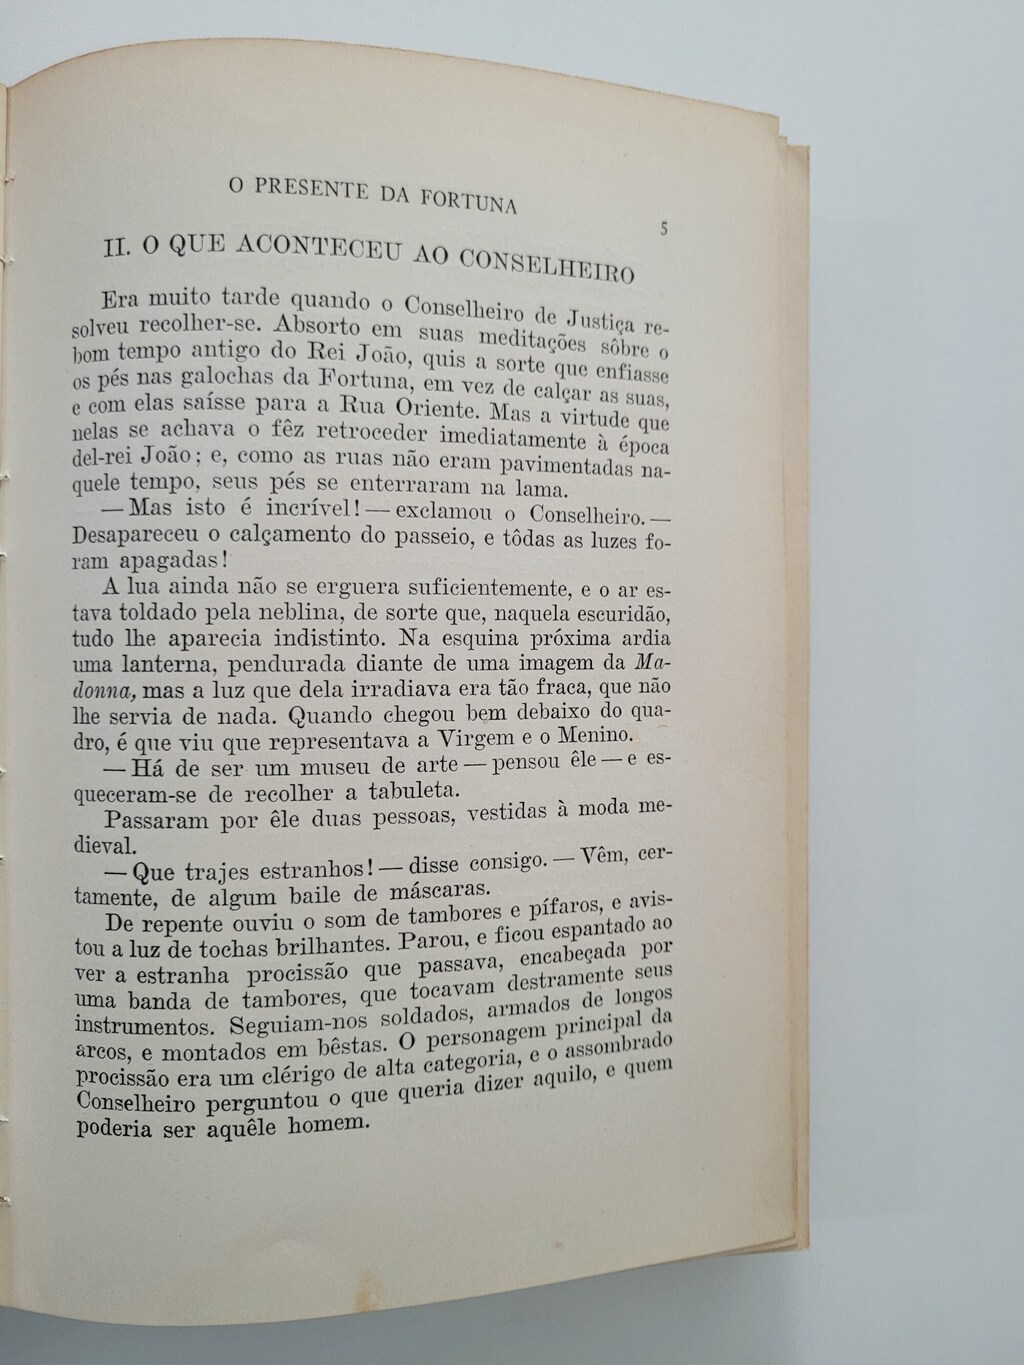 O PRESENTE DA FORTUNA
5
II. O QUE ACONTECEU AO CONSELHEIRO
Era muito tarde quando o Conselheiro de Justiça re-
solveu recolher-se. Absorto em suas meditações sôbre o
bom tempo antigo do Rei João, quis a sorte que enfiasse
os pés nas galochas da Fortuna, em vez de calçar as suas,
e com elas saísse para a Rua Oriente. Mas a virtude que
nelas se achava o fêz retroceder imediatamente à época
del-rei João; e, como as ruas não eram pavimentadas na-
quele tempo, seus pés se enterraram na lama.
— Mas isto é incrível! — exclamou o Conselheiro. —
Desapareceu o calçamento do passeio, e tôdas as luzes fo-
ram apagadas!
A lua ainda não se erguera suficientemente, e o ar es-
tava toldado pela neblina, de sorte que, naquela escuridão,
tudo lhe aparecia indistinto. Na esquina próxima ardia
uma lanterna, pendurada diante de uma imagem da Ma-
donna, mas a luz que dela irradiava era tão fraca, que não
lhe servia de nada. Quando chegou bem debaixo do qua-
dro, é que viu que representava a Virgem e o Menino.
— Há de ser um museu de arte — pensou êle — e es-
queceram-se de recolher a tabuleta.
Passaram por êle duas pessoas, vestidas à moda me-
dieval.
— Que trajes estranhos! — disse consigo. — Vêm, cer-
tamente, de algum baile de máscaras.
De repente ouviu o som de tambores e pífaros, e avis-
tou a luz de tochas brilhantes. Parou, e ficou espantado ao
ver a estranha procissão que passava, encabeçada por
uma banda de tambores, que tocavam destramente seus
instrumentos. Seguiam-nos soldados, armados de longos
arcos, e montados em bêstas. O personagem principal da
procissão era um clérigo de alta categoria, e o assombrado
Conselheiro perguntou o que queria dizer aquilo, e quem
poderia ser aquêle homem.